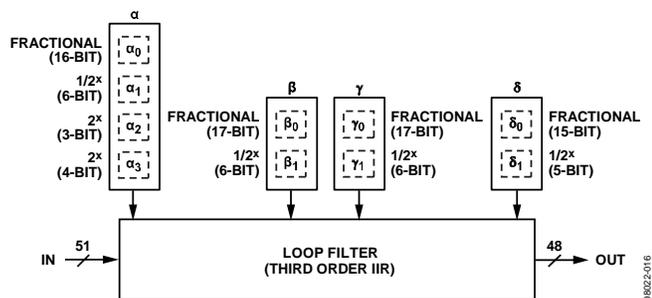 α
FRACTIONAL
(16-BIT)
α0
1/2x
(6-BIT)
α1
2x
(3-BIT)
α2
2x
(4-BIT)
α3
β
FRACTIONAL
(17-BIT)
β0
1/2x
(6-BIT)
β1
γ
γ0
FRACTIONAL
(17-BIT)
γ1
1/2x
(6-BIT)
δ
δ0
FRACTIONAL
(15-BIT)
δ1
1/2x
(5-BIT)
IN
51
LOOP FILTER
(THIRD ORDER IIR)
48
OUT
08022-016